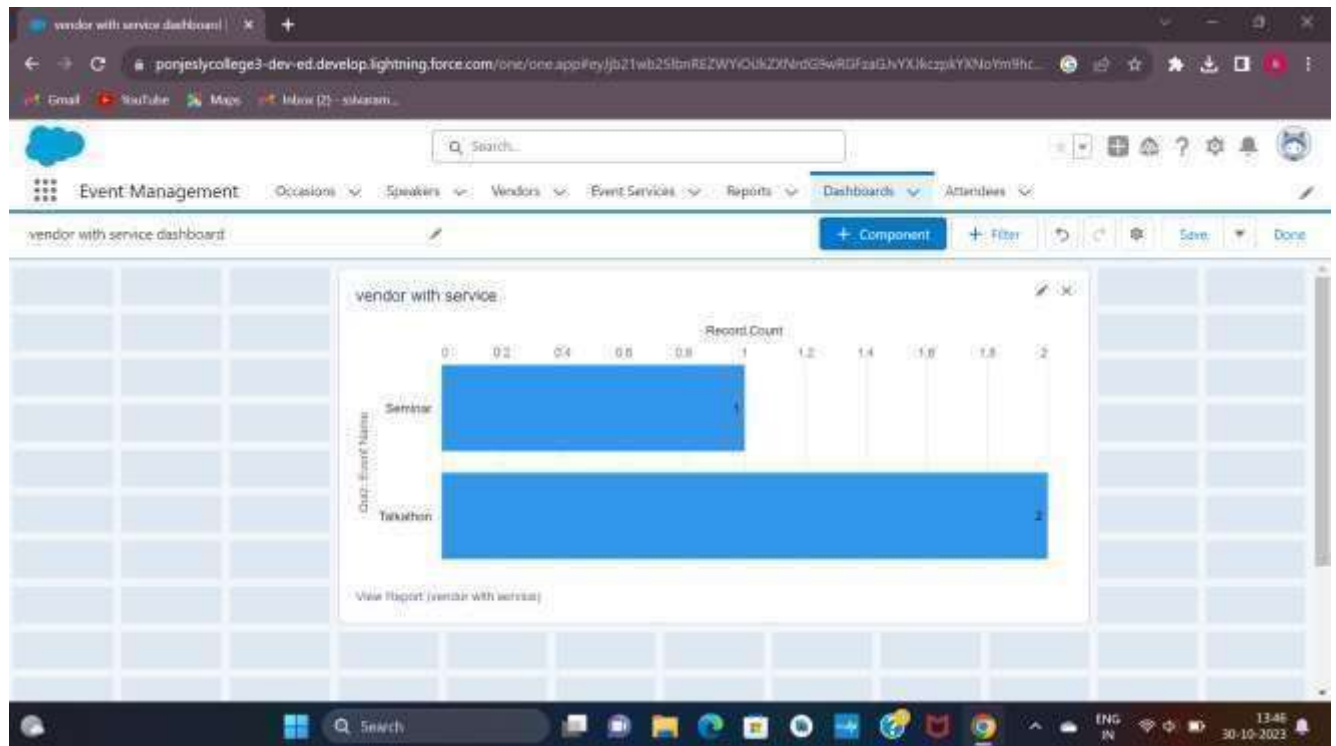 vendor with service dashboard |
ponjeslycollege3-dev-ed.develop.lightning.force.com/one/one.app#
Gmail YouTube Maps Inbox (2)
Search...
Event Management Occasions Speakers Vendors Event Services Reports Dashboards Attendees
vendor with service dashboard + Component + Filter Save Done
vendor with service
Record Count
0 0.2 0.4 0.6 0.8 1 1.2 1.4 1.6 1.8 2
Seminar 1
Event Name
Talkathon 2
View Report (vendor with service)
Search ENG 13:46
IN 30-10-2023